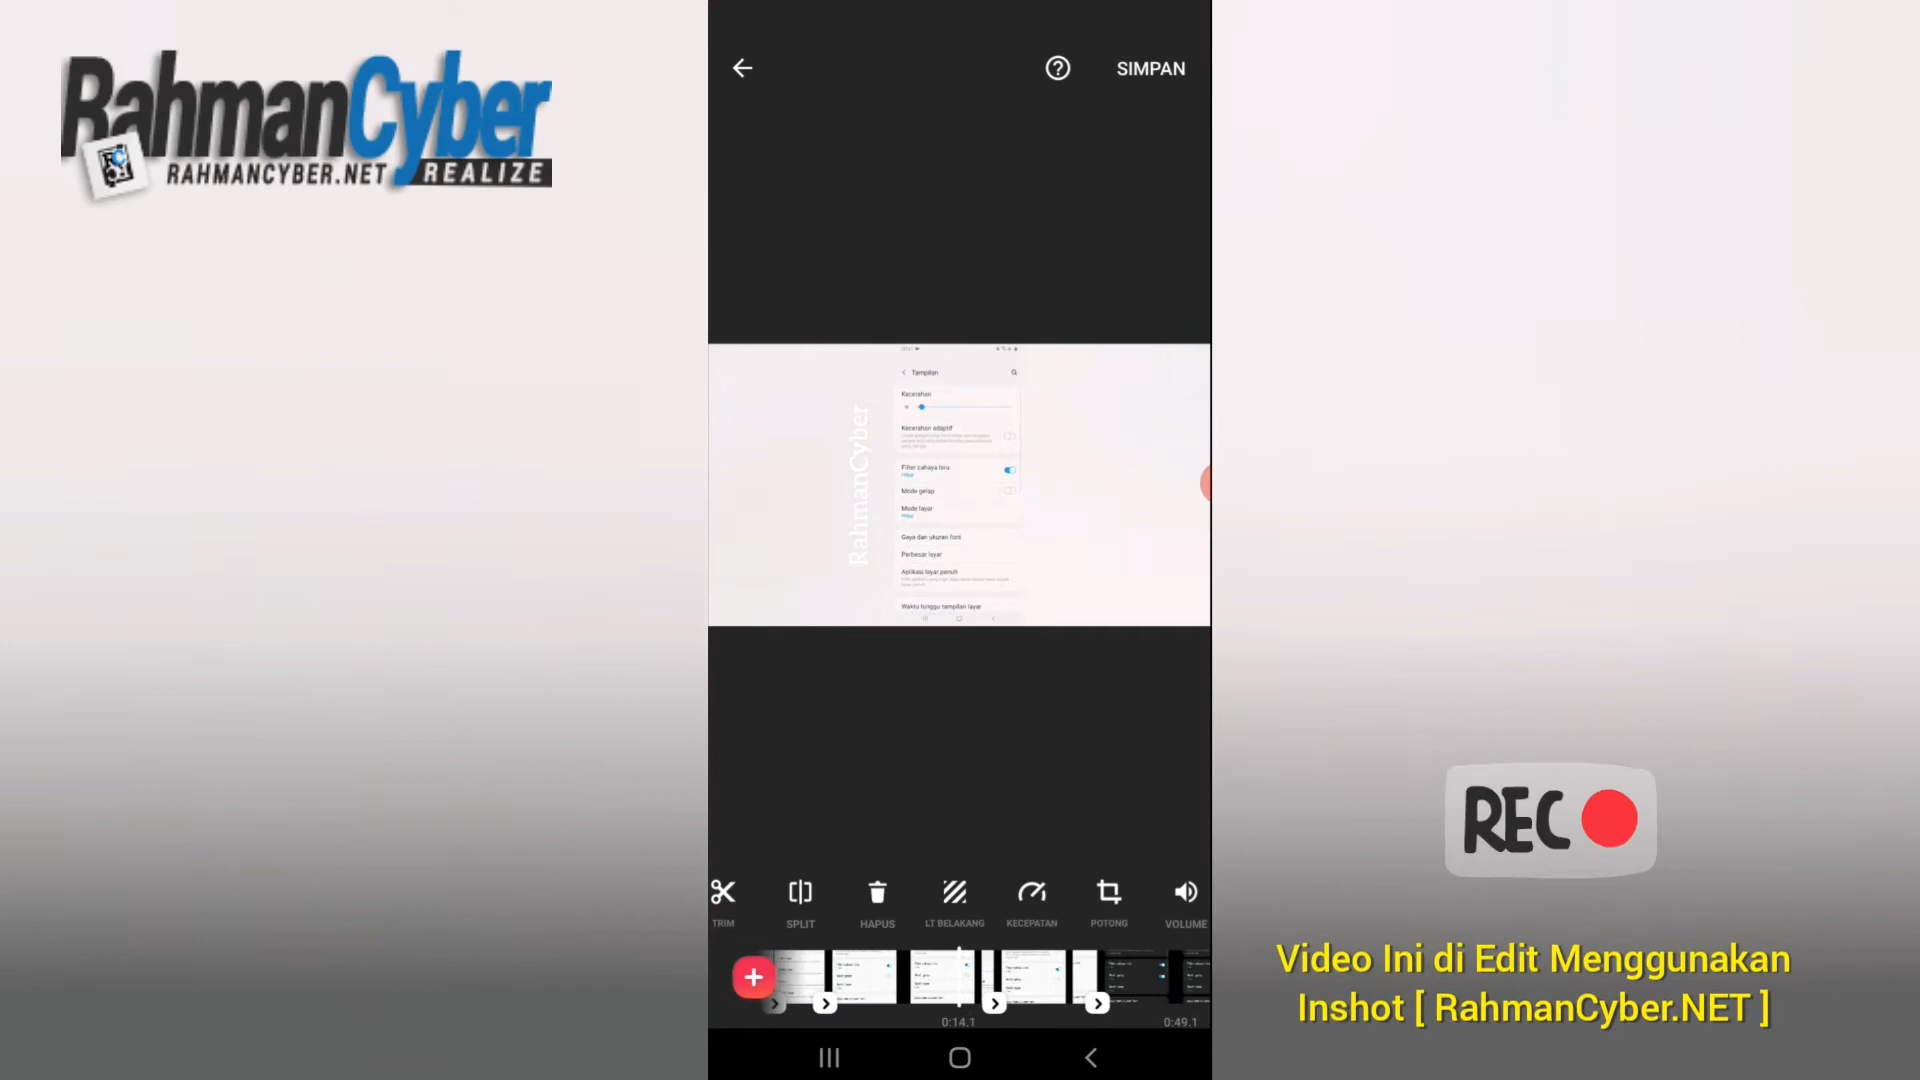 RahmanCyber
RAHMANCYBER.NET REALIZE
SIMPAN
Tampilan
Kecerahan
Kecerahan adaptif
Filter cahaya biru
Hidup
Mode gelap
Mode layar
Hidup
Gaya dan ukuran font
Perbesar layar
Aplikasi layar penuh
Waktu tunggu tampilan layar
RahmanCyber
REC
TRIM
SPLIT
HAPUS
LT BELAKANG
KECEPATAN
POTONG
VOLUME
0:14.1
0:49.1
Video Ini di Edit Menggunakan
Inshot [ RahmanCyber.NET ]